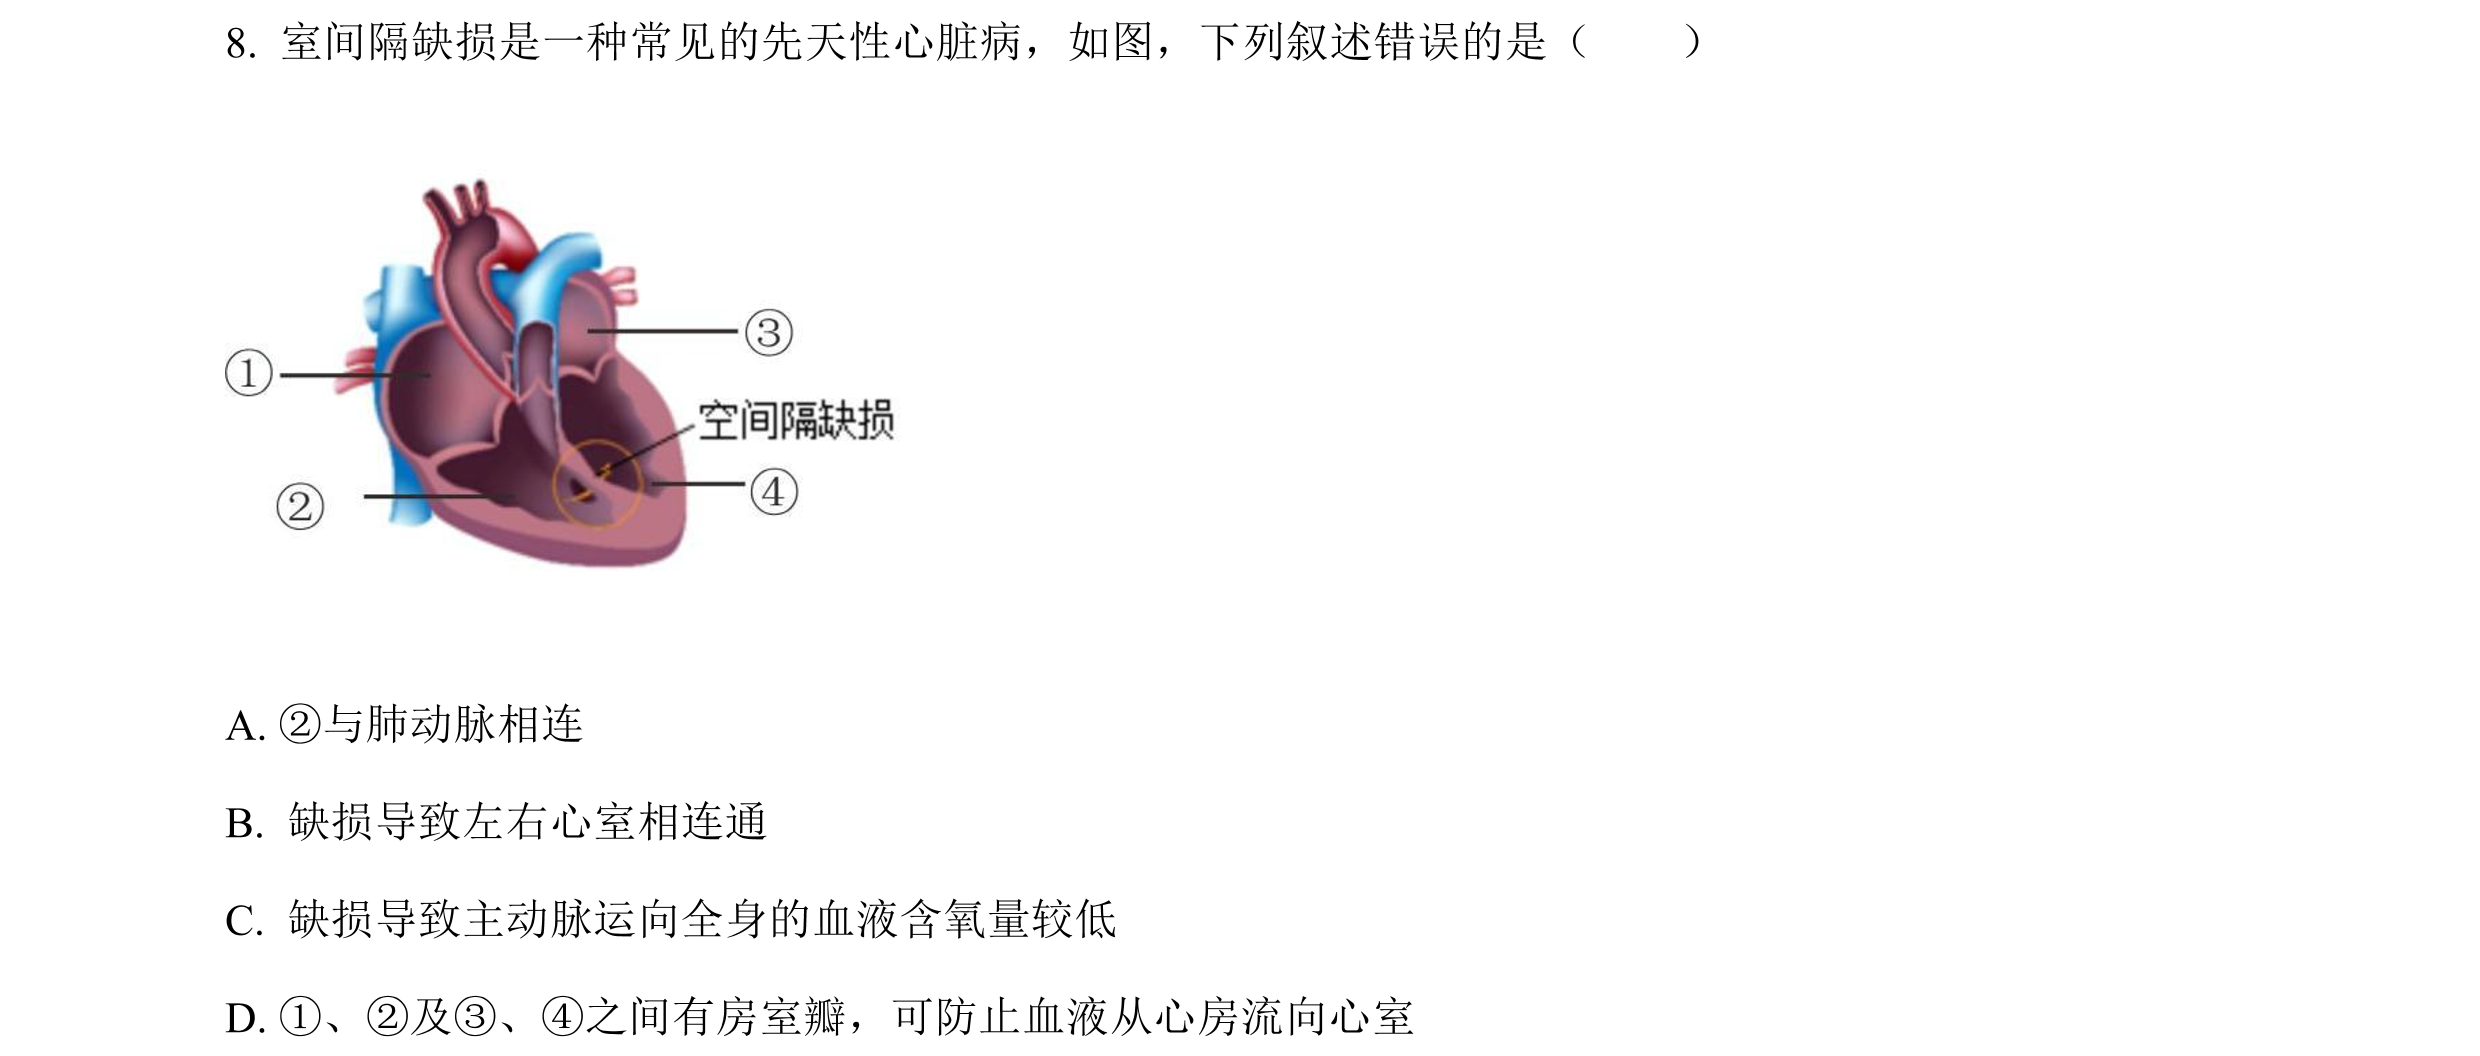 8. 室间隔缺损是一种常见的先天性心脏病，如图，下列叙述错误的是（　　）
③
①
空间隔缺损
④
②
A. ②与肺动脉相连
B. 缺损导致左右心室相连通
C. 缺损导致主动脉运向全身的血液含氧量较低
D. ①、②及③、④之间有房室瓣，可防止血液从心房流向心室